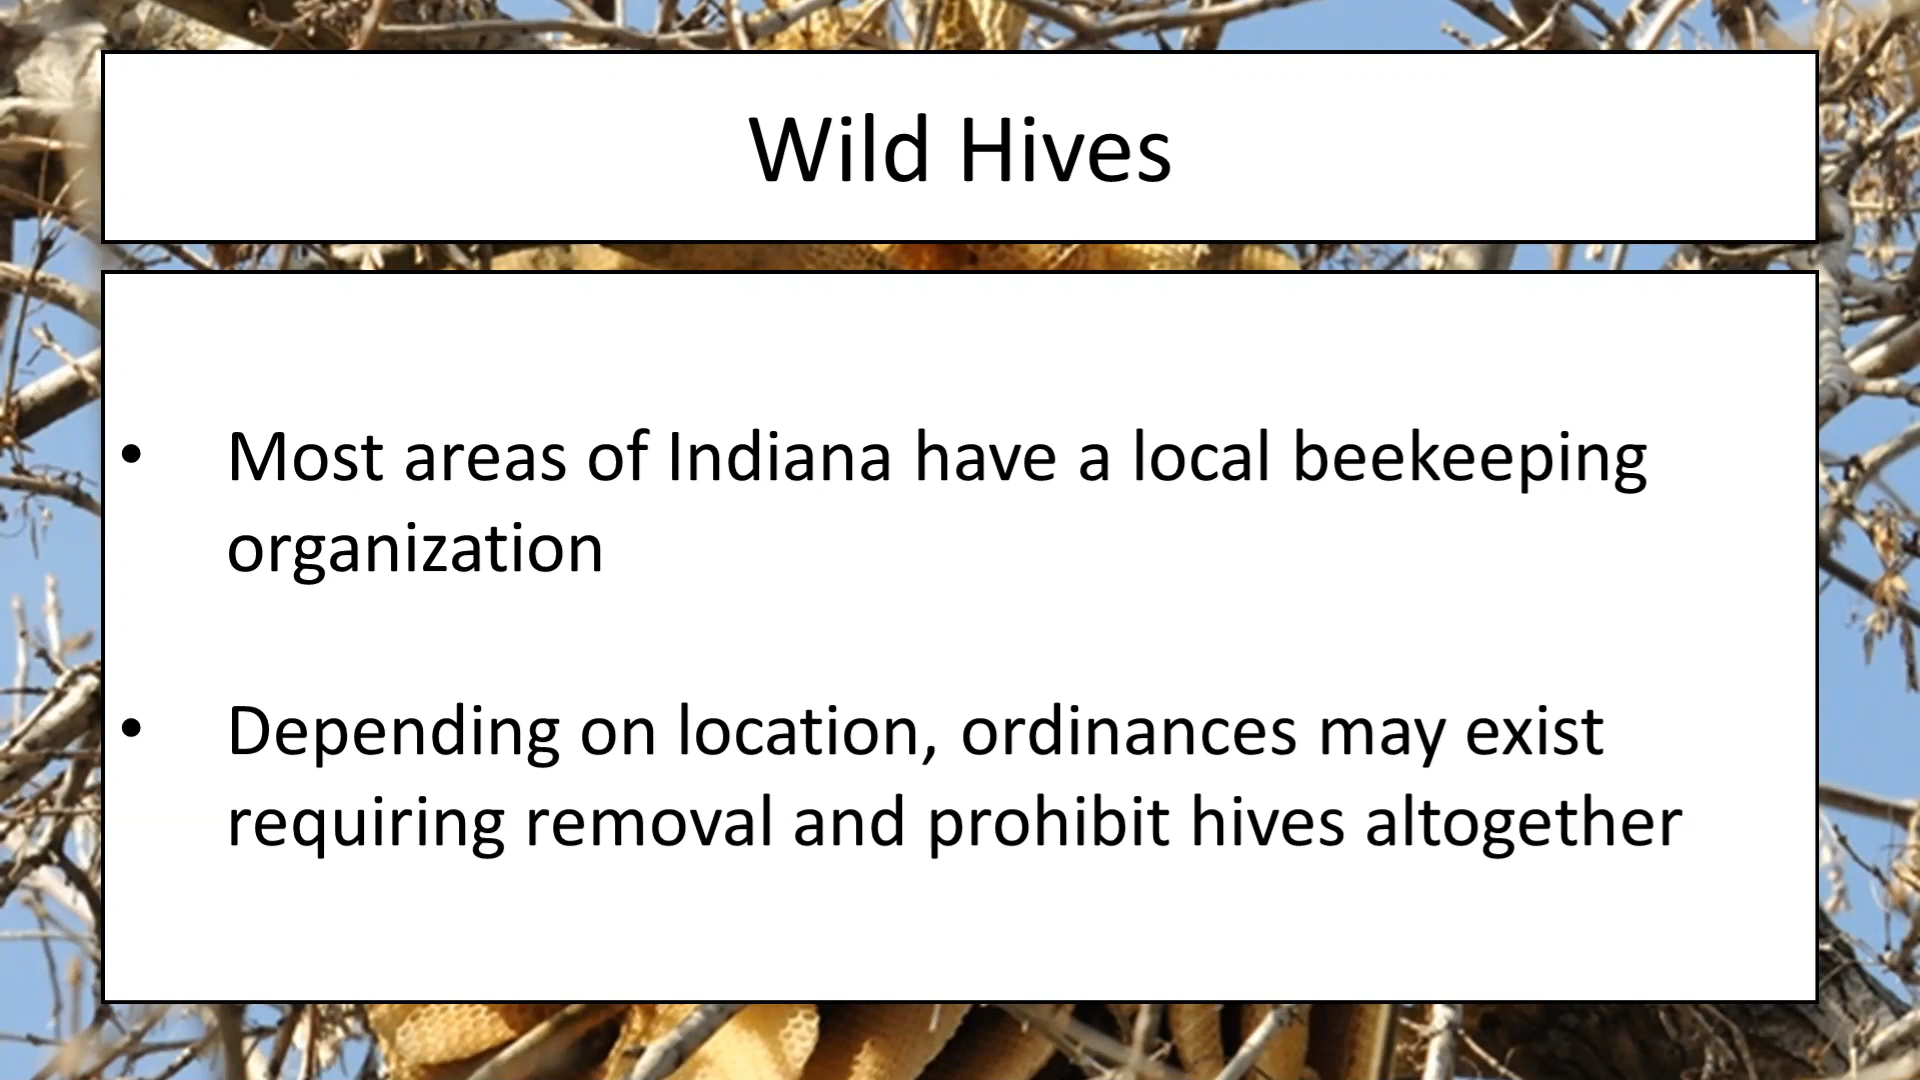 Wild Hives
• Most areas of Indiana have a local beekeeping
organization
• Depending on location, ordinances may exist
requiring removal and prohibit hives altogether